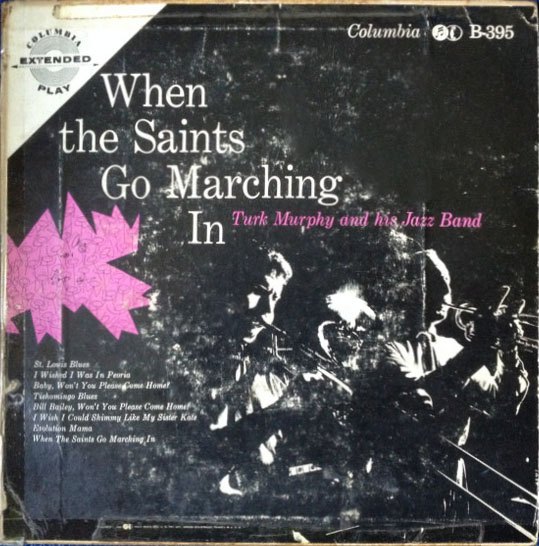 COLUMBIA
EXTENDED
PLAY
Columbia B-395
When
the Saints
Go Marching
In
Turk Murphy and his Jazz Band
St. Louis Blues
I Wished I Was In Peoria
Baby, Won't You Please Come Home?
Tishomingo Blues
Bill Bailey, Won't You Please Come Home?
I Wish I Could Shimmy Like My Sister Kate
Evolution Mama
When The Saints Go Marching In